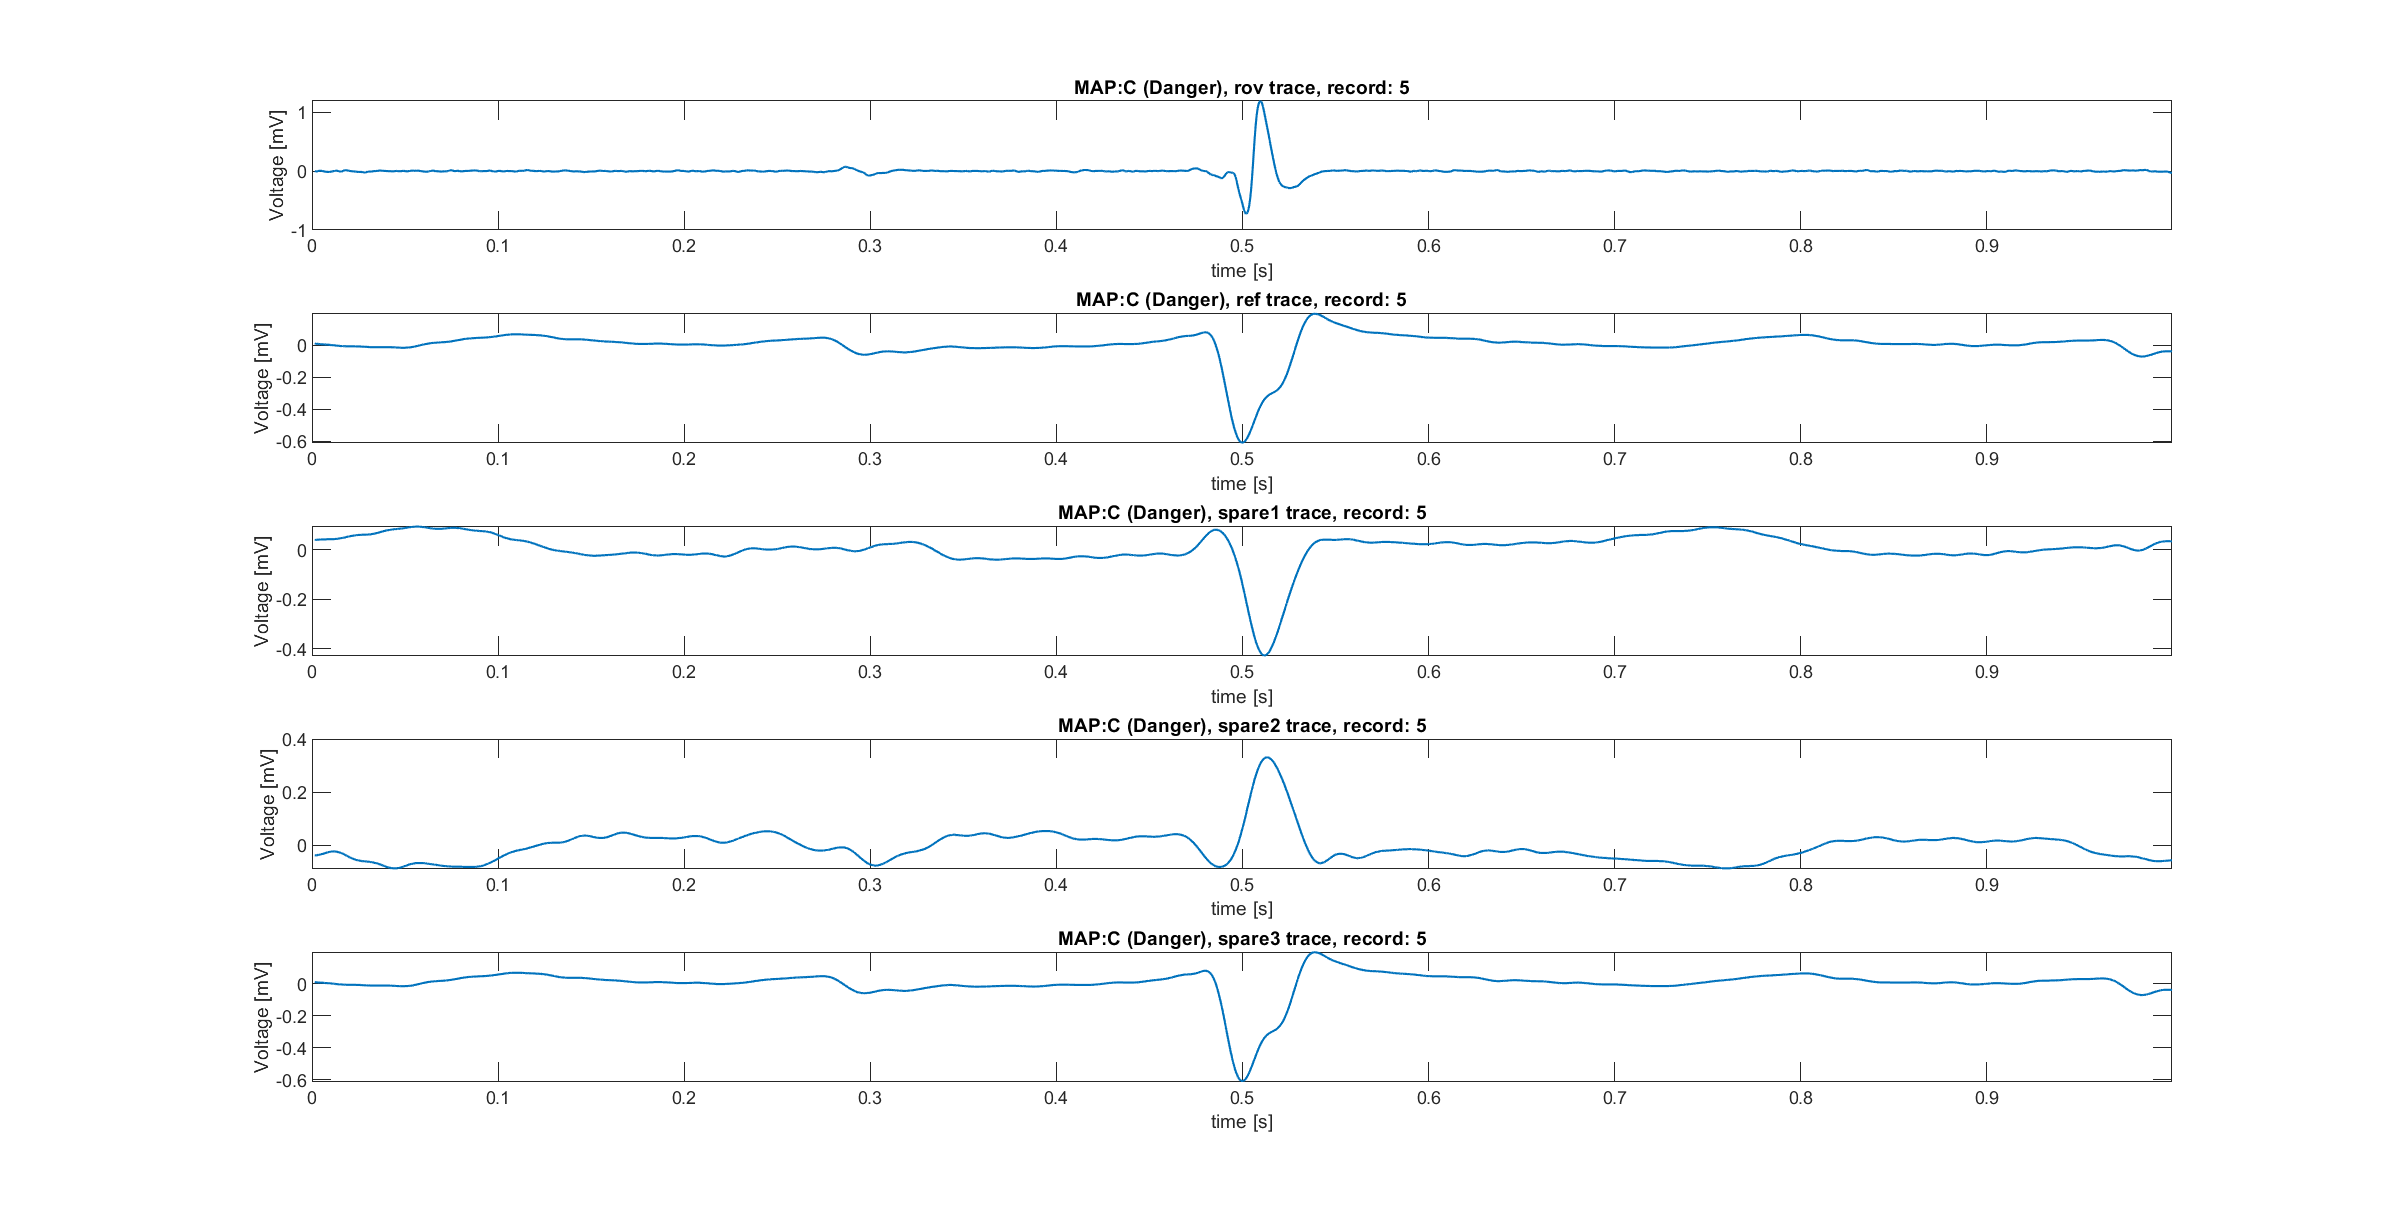 MAP:C (Danger), rov trace, record: 5
Voltage [mV]
1
0
-1
0 0.1 0.2 0.3 0.4 0.5 0.6 0.7 0.8 0.9
time [s]
MAP:C (Danger), ref trace, record: 5
Voltage [mV]
0
-0.2
-0.4
-0.6
0 0.1 0.2 0.3 0.4 0.5 0.6 0.7 0.8 0.9
time [s]
MAP:C (Danger), spare1 trace, record: 5
Voltage [mV]
0
-0.2
-0.4
0 0.1 0.2 0.3 0.4 0.5 0.6 0.7 0.8 0.9
time [s]
MAP:C (Danger), spare2 trace, record: 5
Voltage [mV]
0.4
0.2
0
0 0.1 0.2 0.3 0.4 0.5 0.6 0.7 0.8 0.9
time [s]
MAP:C (Danger), spare3 trace, record: 5
Voltage [mV]
0
-0.2
-0.4
-0.6
0 0.1 0.2 0.3 0.4 0.5 0.6 0.7 0.8 0.9
time [s]